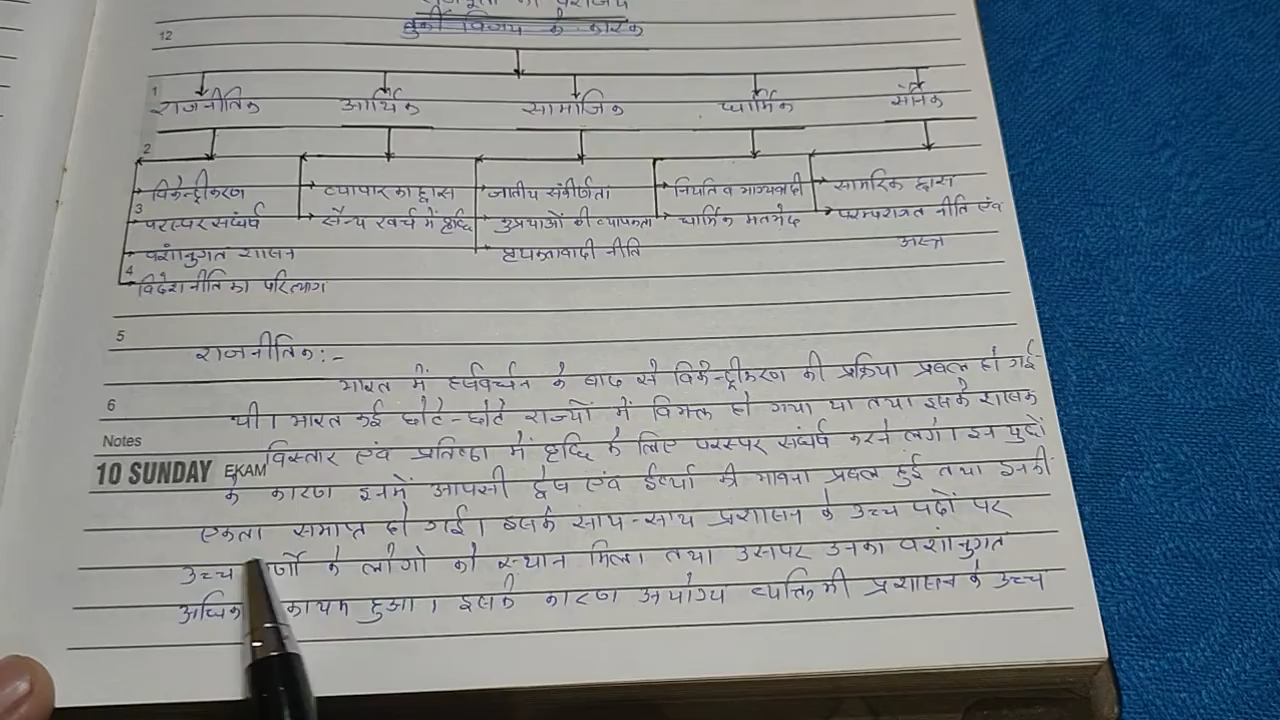 की पराजय
तुर्की विजय के कारक
12
1
राजनीतिक आर्थिक सामाजिक धार्मिक सैनिक
2
विकेन्द्रीकरण व्यापार का ह्रास जातीय संकीर्णता नियति व भाग्यवादी सामरिक ह्रास
3
परस्पर संघर्ष सैन्य खर्च में वृद्धि कुप्रथाओं की व्यापकता धार्मिक मतभेद परम्परागत नीति एवं
वंशानुगत शासन पृथकतावादी नीति अस्त्र
4
विदेश नीति का परित्याग
5
राजनीतिक:-
भारत में हर्षवर्धन के बाद से विकेन्द्रीकरण की प्रक्रिया प्रबल हो गई
6
थी। भारत कई छोटे-छोटे राज्यों में विभक्त हो गया था तथा इसके शासक
Notes
विस्तार एवं प्रतिष्ठा में वृद्धि के लिए परस्पर संघर्ष करने लगे। इन युद्धों
10 SUNDAY EKAM
के कारण इनमें आपसी द्वेष एवं ईर्ष्या की भावना प्रबल हुई तथा इनकी
एकता समाप्त हो गई। इसके साथ-साथ प्रशासन के उच्च पदों पर
उच्च के लोगो को स्थान मिला तथा उसपर उनका वंशानुगत
कायम हुआ। इसके कारण अयोग्य व्यक्ति भी प्रशासन के उच्च